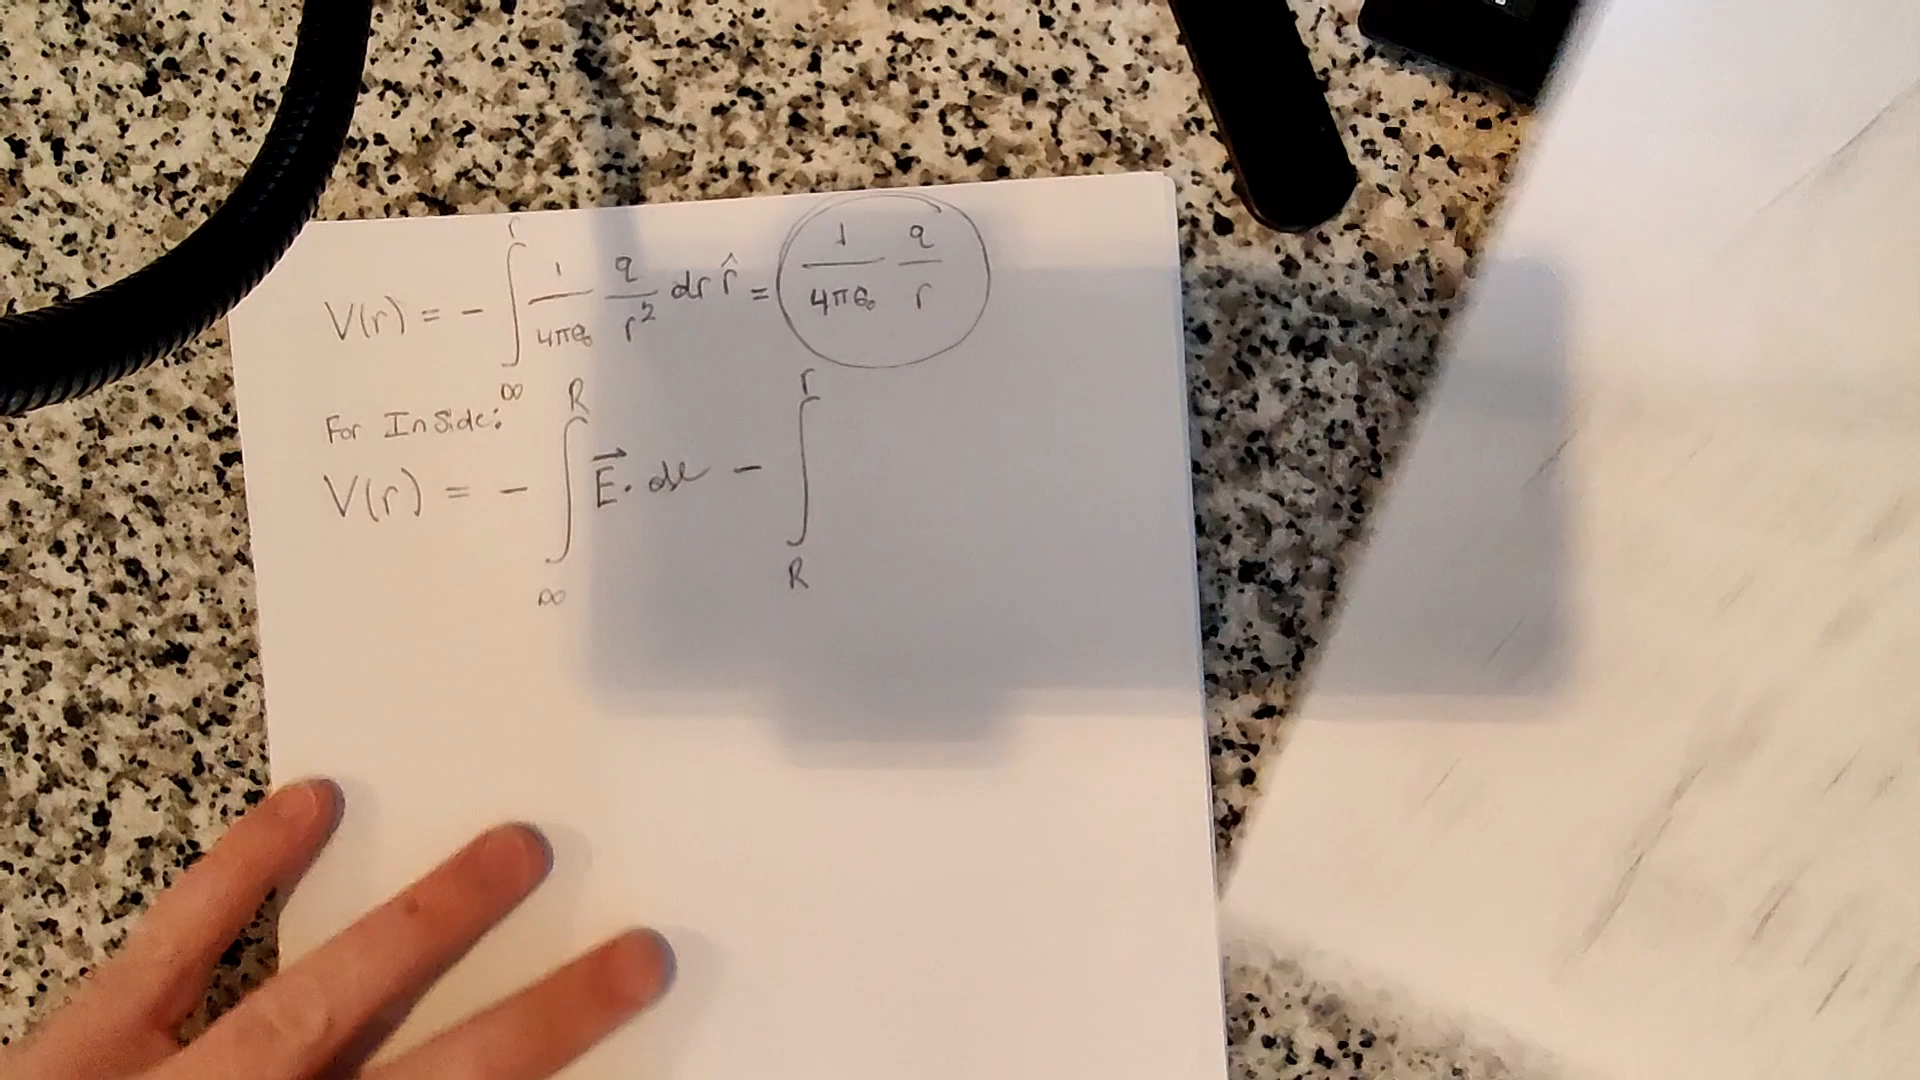 V(r) = - ∫_∞^r 1/4πϵ₀ q/r² dr r̂ = 1/4πϵ₀ q/r
For Inside:
V(r) = - ∫_∞^R E⃗ · dl - ∫_R^r